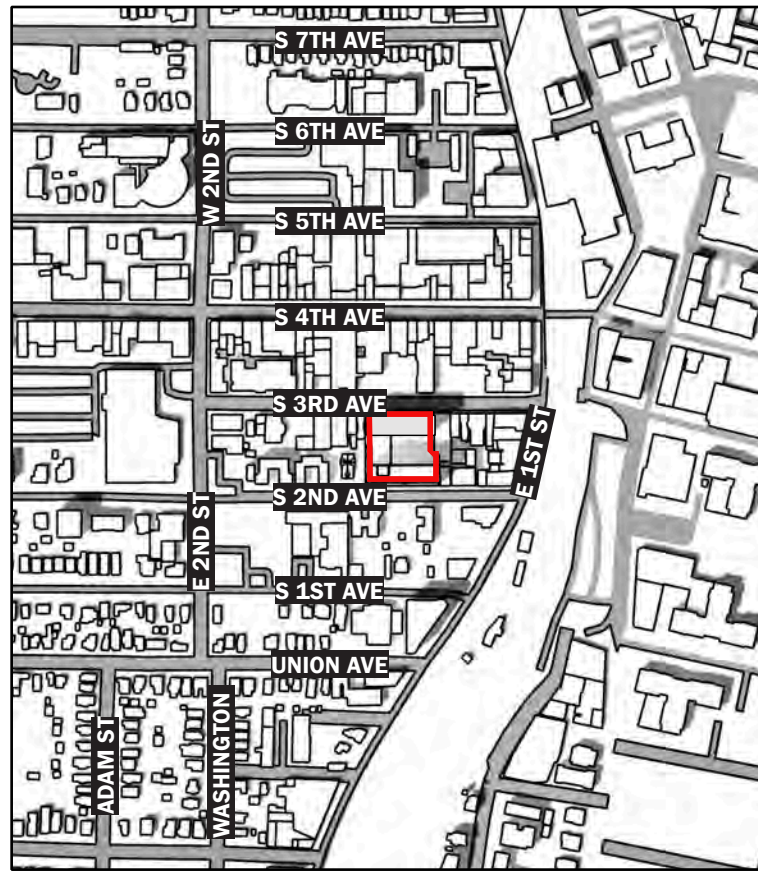 S 7TH AVE
S 6TH AVE
W 2ND ST
S 5TH AVE
S 4TH AVE
S 3RD AVE
E 1ST ST
S 2ND AVE
E 2ND ST
S 1ST AVE
UNION AVE
ADAM ST
WASHINGTON